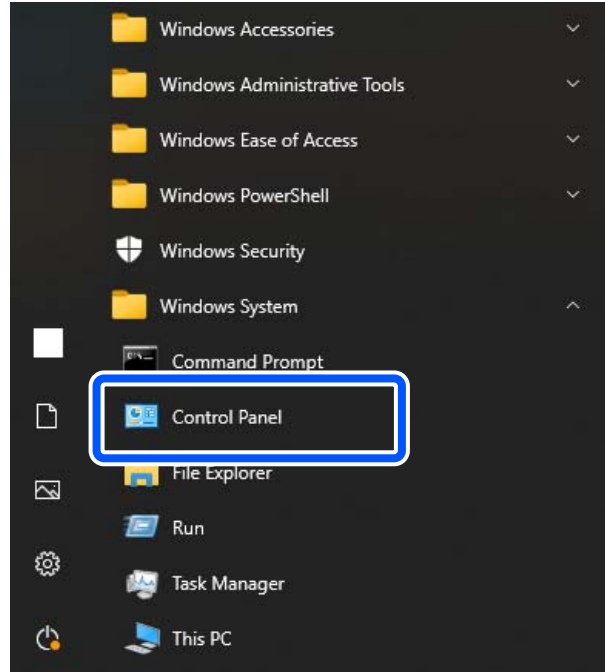 Windows Accessories
Windows Administrative Tools
Windows Ease of Access
Windows PowerShell
Windows Security
Windows System
Command Prompt
Control Panel
File Explorer
Run
Task Manager
This PC